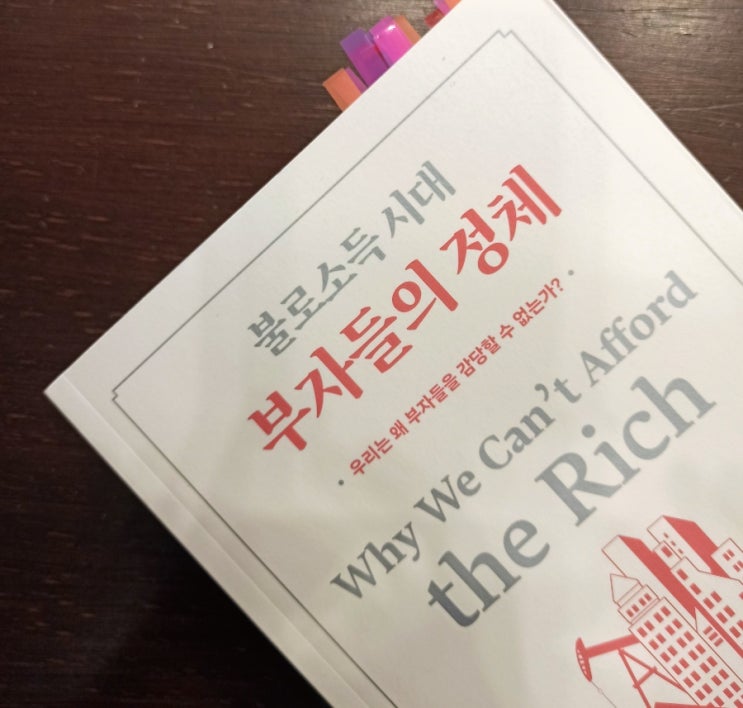 불로소득 시대
부자들의 정체
· 우리는 왜 부자들을 감당할 수 없는가? ·
Why We Can't Afford
the Rich